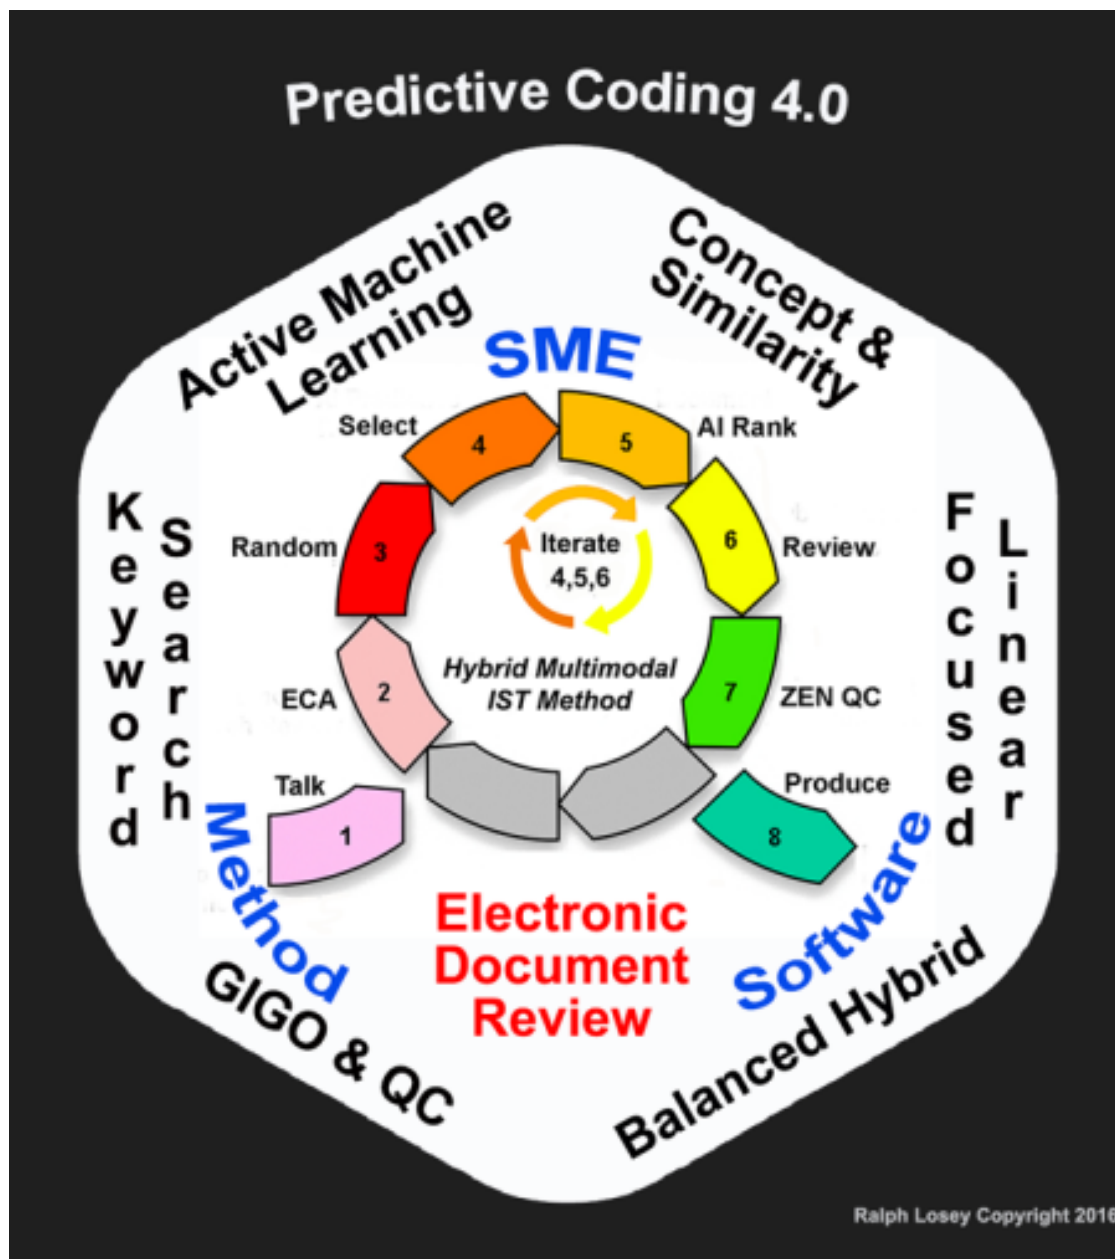 Predictive Coding 4.0
Active Machine
Learning
Concept &
Similarity
SME
Select
4
5
AI Rank
Keyword
Search
Random
3
Iterate
4,5,6
6
Review
Focused
Linear
ECA
2
Hybrid Multimodal
IST Method
7
ZEN QC
Talk
1
Produce
8
Method
Software
Electronic
Document
Review
GIGO & QC
Balanced Hybrid
Ralph Losey Copyright 2016